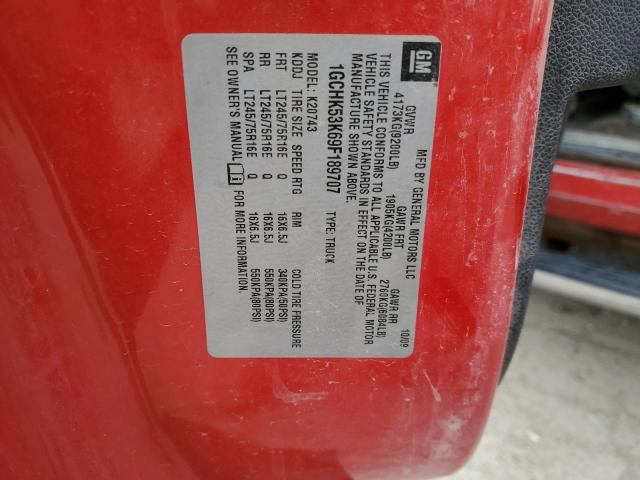 GM
MFD BY GENERAL MOTORS LLC
10/09
GVWR GAWR FRT GAWR RR
4173KG(9200LB) 1905KG(4200LB) 2760KG(6084LB)
THIS VEHICLE CONFORMS TO ALL APPLICABLE U.S. FEDERAL MOTOR
VEHICLE SAFETY STANDARDS IN EFFECT ON THE DATE OF
MANUFACTURE SHOWN ABOVE.
1GCHK53K69F189707 TYPE: TRUCK
MODEL: K20743
KDDJ TIRE SIZE SPEED RTG RIM COLD TIRE PRESSURE
FRT LT245/75R16E Q 16X6.5J 340KPA(50PSI)
RR LT245/75R16E Q 16X6.5J 550KPA(80PSI)
SPA LT245/75R16E Q 16X6.5J 550KPA(80PSI)
SEE OWNER'S MANUAL i FOR MORE INFORMATION.